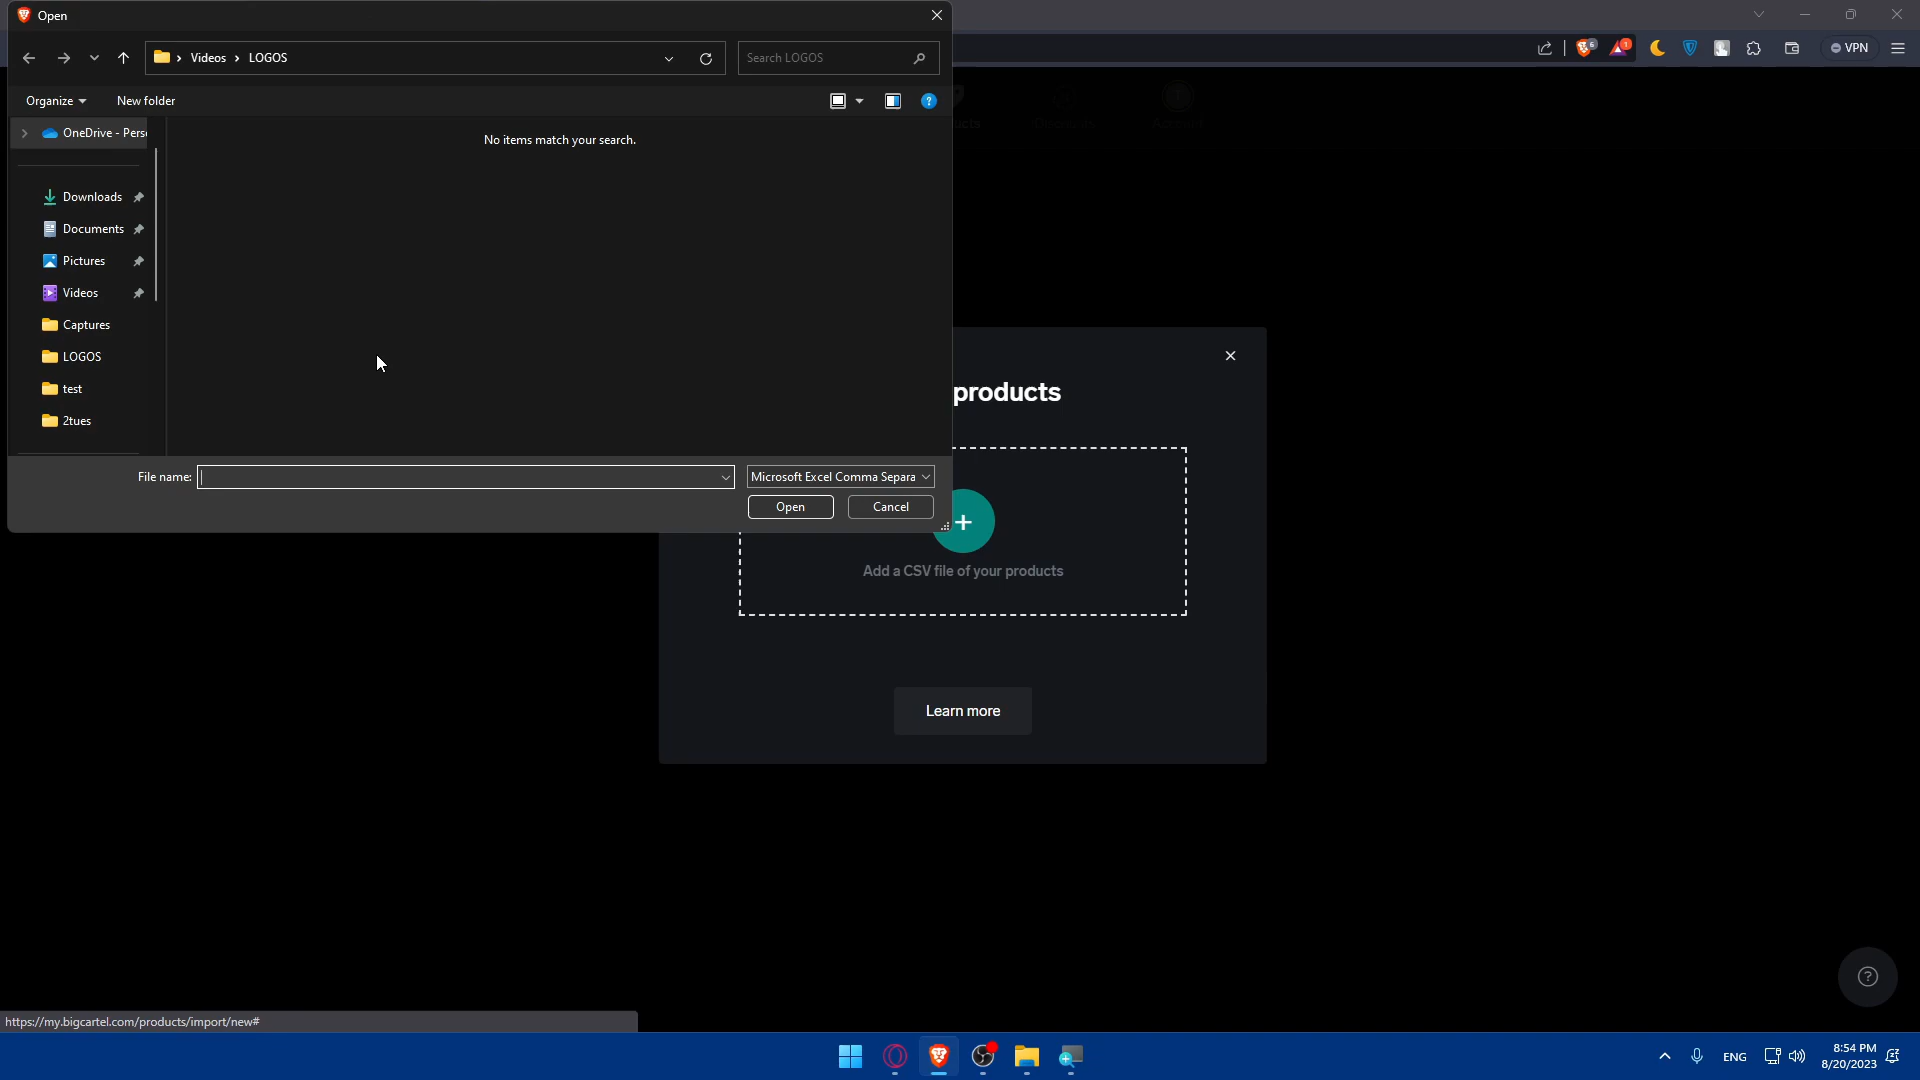 Open
Videos > LOGOS
Search LOGOS
Organize
New folder
OneDrive - Pers
No items match your search.
Downloads
Documents
Pictures
Videos
Captures
LOGOS
test
2tues
File name:
Microsoft Excel Comma Separa
Open
Cancel
VPN
products
Add a CSV file of your products
Learn more
https://my.bigcartel.com/products/import/new#
ENG
8:54 PM
8/20/2023